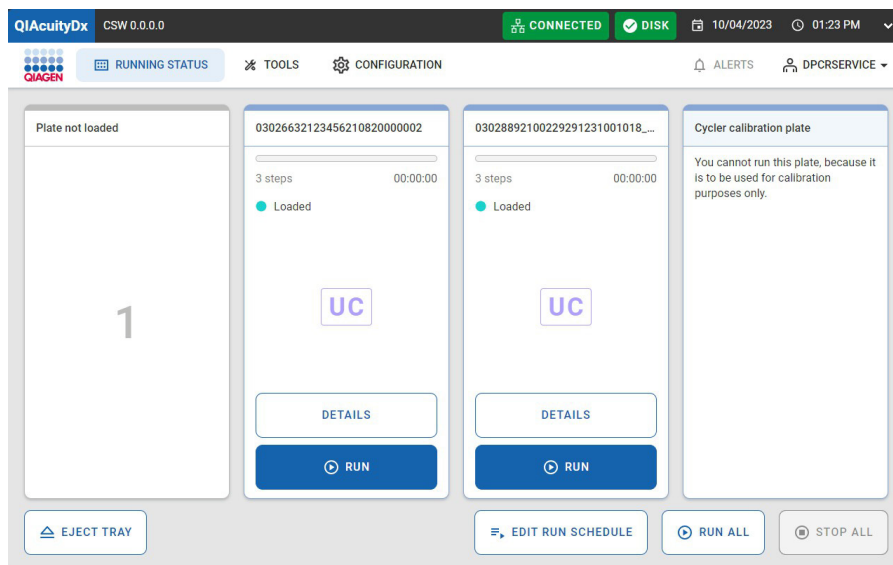 QIAcuityDx CSW 0.0.0.0 CONNECTED DISK 10/04/2023 01:23 PM
QIAGEN RUNNING STATUS TOOLS CONFIGURATION ALERTS DPCRSERVICE
Plate not loaded
1
03026632123456210820000002
3 steps 00:00:00
Loaded
UC
DETAILS
RUN
03028892100229291231001018_...
3 steps 00:00:00
Loaded
UC
DETAILS
RUN
Cycler calibration plate
You cannot run this plate, because it
is to be used for calibration
purposes only.
EJECT TRAY EDIT RUN SCHEDULE RUN ALL STOP ALL